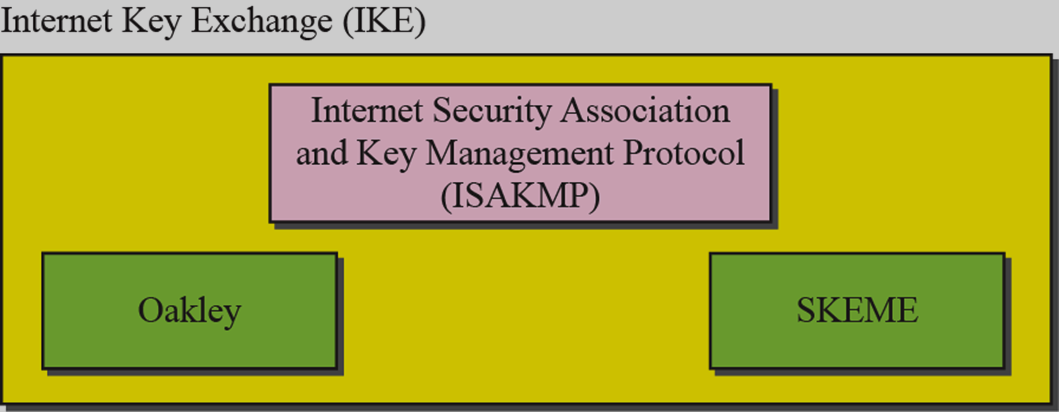 Internet Key Exchange (IKE)
Internet Security Association
and Key Management Protocol
(ISAKMP)
Oakley
SKEME